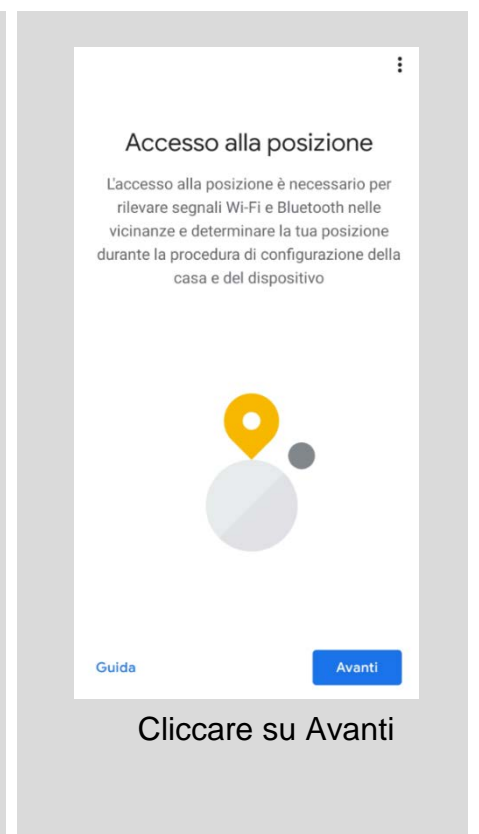 Accesso alla posizione
L'accesso alla posizione è necessario per
rilevare segnali Wi-Fi e Bluetooth nelle
vicinanze e determinare la tua posizione
durante la procedura di configurazione della
casa e del dispositivo
Guida
Avanti
Cliccare su Avanti